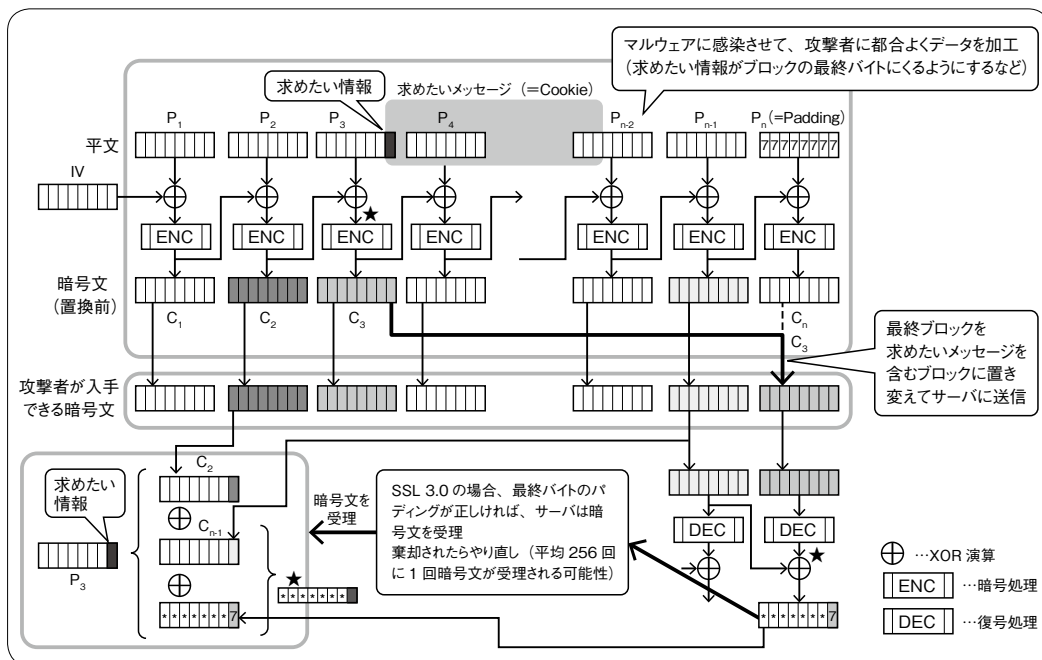 マルウェアに感染させて、攻撃者に都合よくデータを加工
(求めたい情報がブロックの最終バイトにくるようにするなど)
求めたい情報
求めたいメッセージ(=Cookie)
P1 P2 P3 P4 Pn-2 Pn-1 Pn(=Padding)
平文
7 7 7 7 7 7 7 7
IV
★
ENC ENC ENC ENC ENC ENC ENC
暗号文
(置換前)
C1 C2 C3 Cn
C3
最終ブロックを
求めたいメッセージを
含むブロックに置き
変えてサーバに送信
攻撃者が入手
できる暗号文
求めたい
情報
P3
C2
Cn-1
★
* * * * * * *
* * * * * * * 7
暗号文を
受理
SSL 3.0 の場合、最終バイトのパ
ディングが正しければ、サーバは暗
号文を受理
棄却されたらやり直し(平均 256 回
に 1 回暗号文が受理される可能性)
DEC DEC
★
* * * * * * * 7
…XOR 演算
ENC …暗号処理
DEC …復号処理